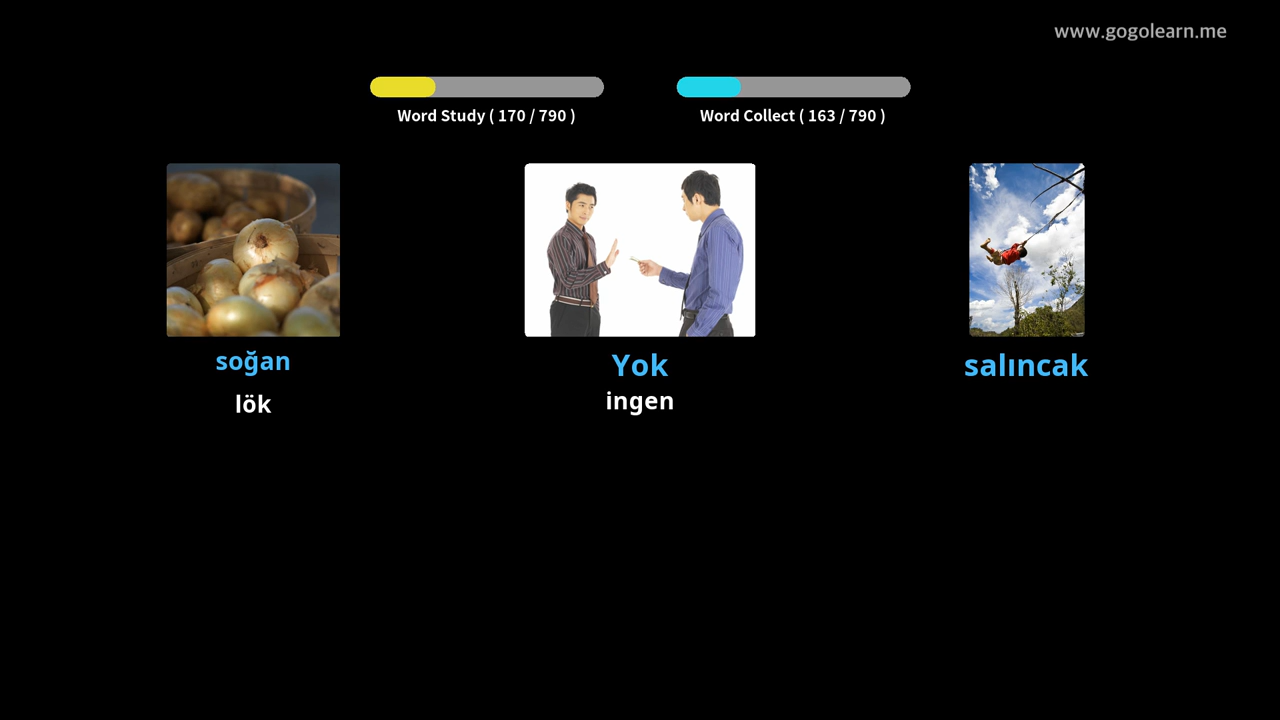 www.gogolearn.me
Word Study ( 170 / 790 )
Word Collect ( 163 / 790 )
soğan
lök
Yok
ingen
salıncak